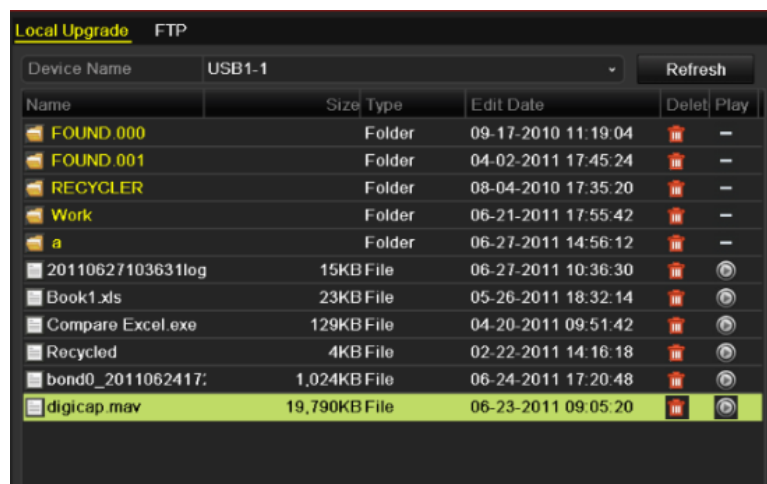 Local Upgrade FTP
Device Name USB1-1 Refresh
Name Size Type Edit Date Delet Play
FOUND.000 Folder 09-17-2010 11:19:04 –
FOUND.001 Folder 04-02-2011 17:45:24 –
RECYCLER Folder 08-04-2010 17:35:20 –
Work Folder 06-21-2011 17:55:42 –
a Folder 06-27-2011 14:56:12 –
20110627103631log 15KB File 06-27-2011 10:36:30
Book1.xls 23KB File 05-26-2011 18:32:14
Compare Excel.exe 129KB File 04-20-2011 09:51:42
Recycled 4KB File 02-22-2011 14:16:18
bond0_2011062417: 1,024KB File 06-24-2011 17:20:48
digicap.mav 19,790KB File 06-23-2011 09:05:20